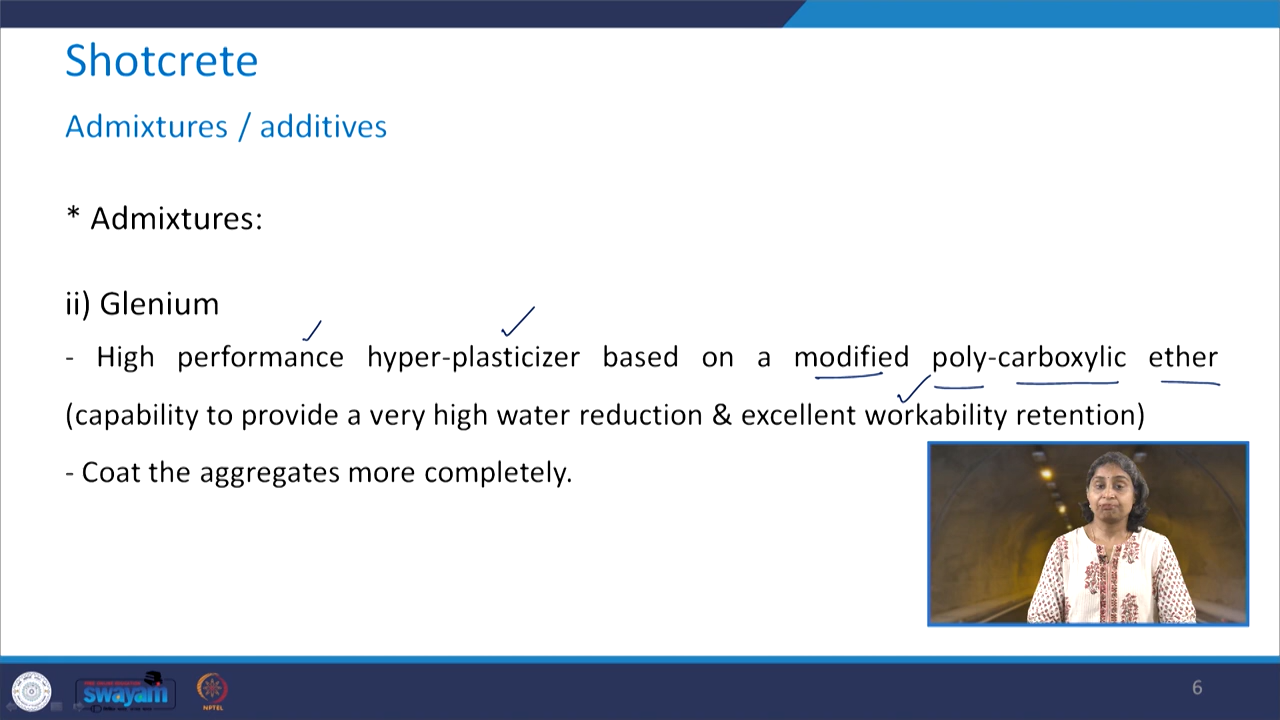 Shotcrete
Admixtures / additives
* Admixtures:
ii) Glenium
- High performance hyper-plasticizer based on a modified poly-carboxylic ether
(capability to provide a very high water reduction & excellent workability retention)
- Coat the aggregates more completely.
swayam
NPTEL
6